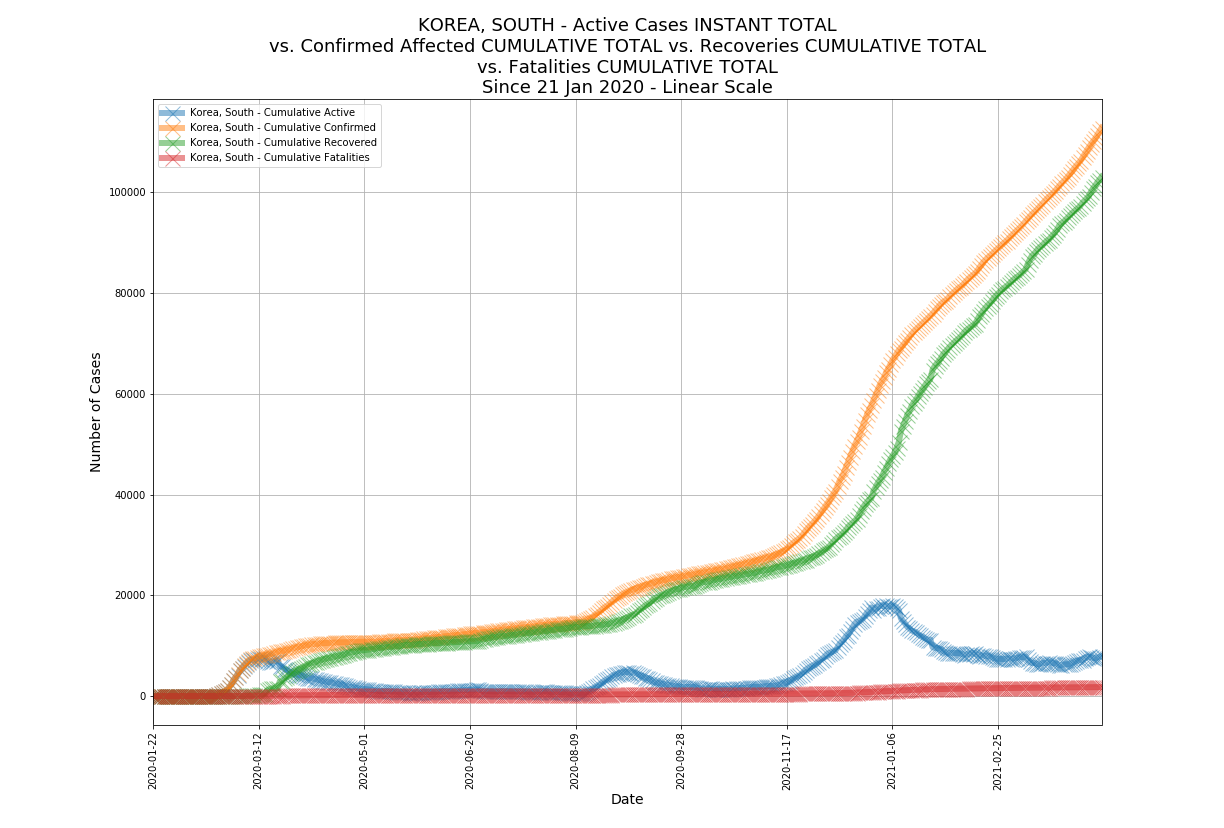 KOREA, SOUTH - Active Cases INSTANT TOTAL
vs. Confirmed Affected CUMULATIVE TOTAL vs. Recoveries CUMULATIVE TOTAL
vs. Fatalities CUMULATIVE TOTAL
Since 21 Jan 2020 - Linear Scale
Korea, South - Cumulative Active
Korea, South - Cumulative Confirmed
Korea, South - Cumulative Recovered
Korea, South - Cumulative Fatalities
Number of Cases
100000
80000
60000
40000
20000
0
2020-01-22
2020-03-12
2020-05-01
2020-06-20
2020-08-09
2020-09-28
2020-11-17
2021-01-06
2021-02-25
Date